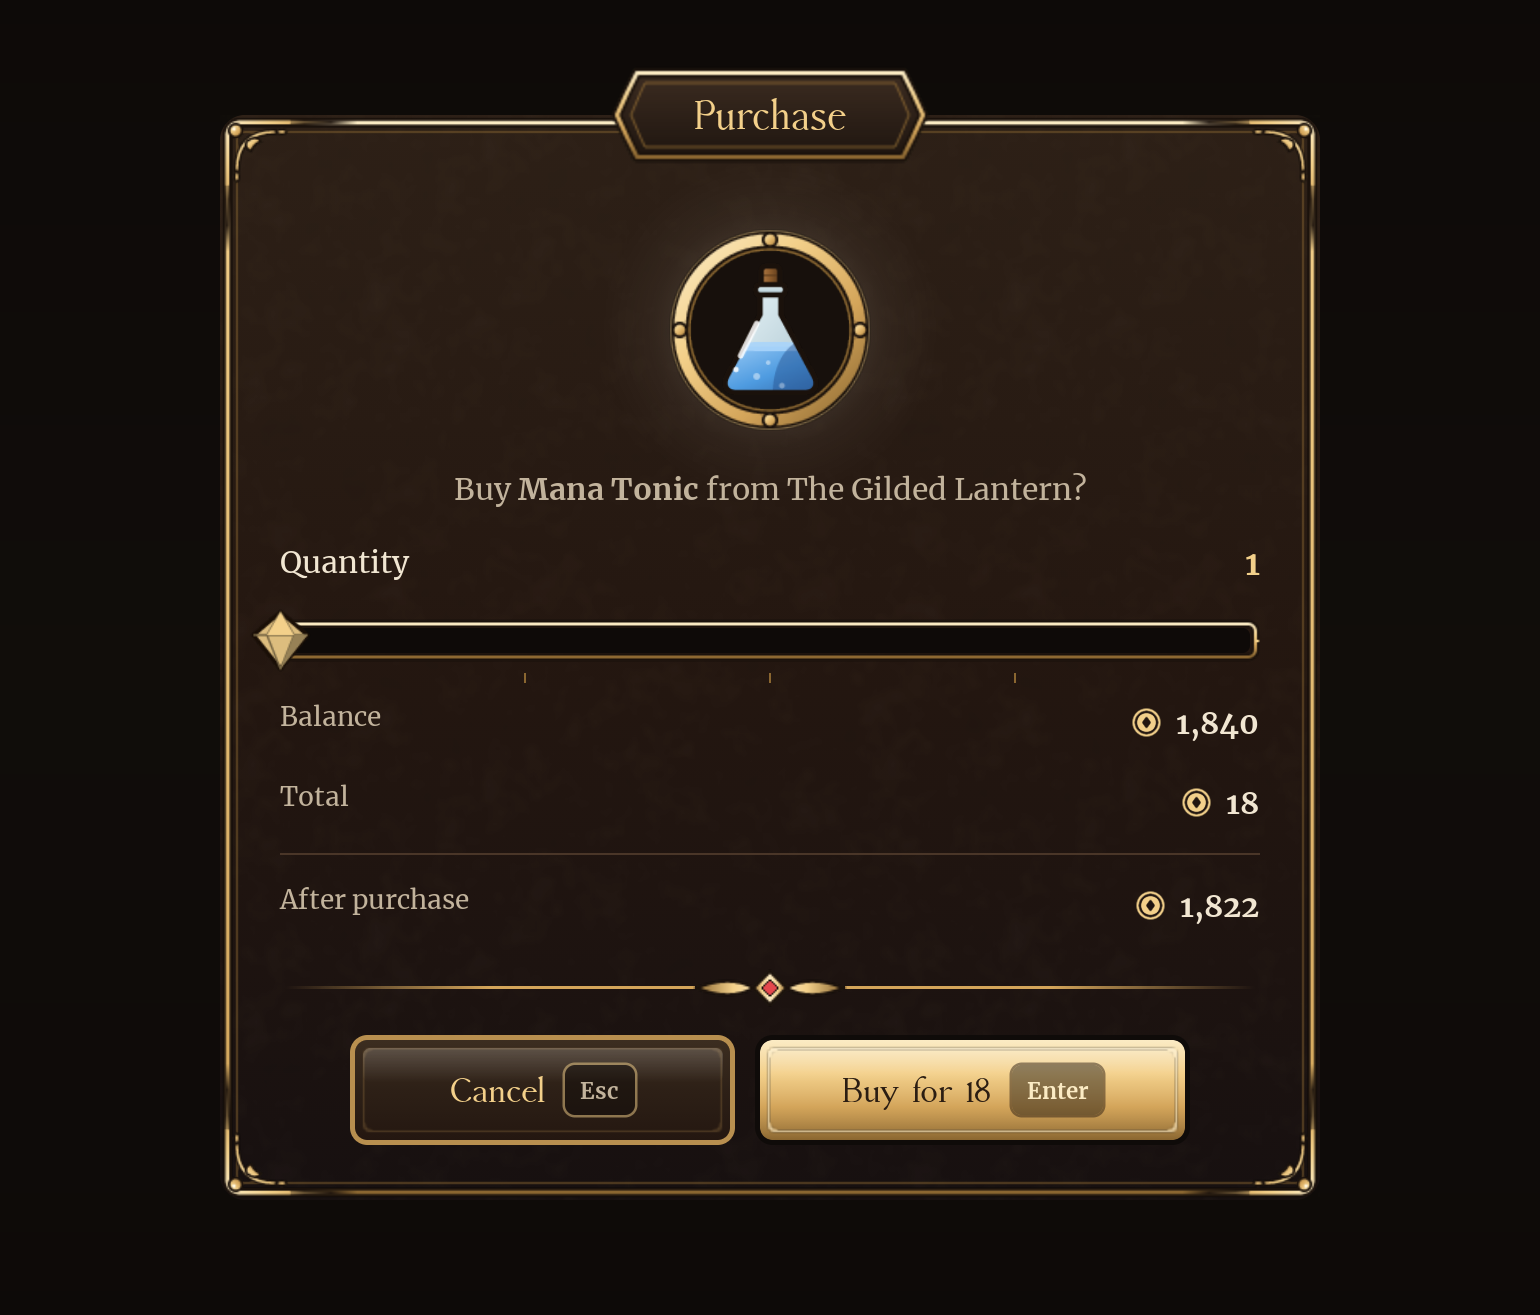 Purchase
Buy Mana Tonic from The Gilded Lantern?
Quantity 1
Balance 1,840
Total 18
After purchase 1,822
Cancel Esc Buy for 18 Enter